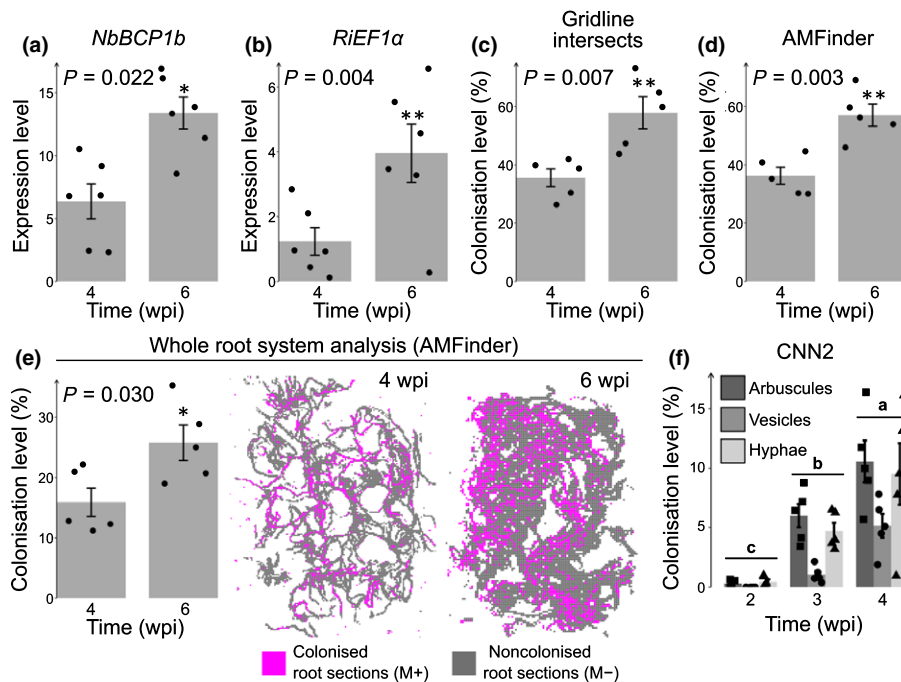 (a) NbBCP1b
P = 0.022
*
Expression level
15
10
5
0
4 6
Time (wpi)
(b) RiEF1α
P = 0.004
**
Expression level
6
4
2
0
4 6
Time (wpi)
(c) Gridline
intersects
P = 0.007
**
Colonisation level (%)
60
40
20
0
4 6
Time (wpi)
(d) AMFinder
P = 0.003
**
Colonisation level (%)
60
40
20
0
4 6
Time (wpi)
(e) Whole root system analysis (AMFinder)
P = 0.030
*
Colonisation level (%)
30
20
10
0
4 6
Time (wpi)
4 wpi
6 wpi
Colonised
root sections (M+)
Noncolonised
root sections (M−)
(f) CNN2
Arbuscules
Vesicles
Hyphae
Colonisation level (%)
15
10
5
0
c
b
a
2 3 4
Time (wpi)